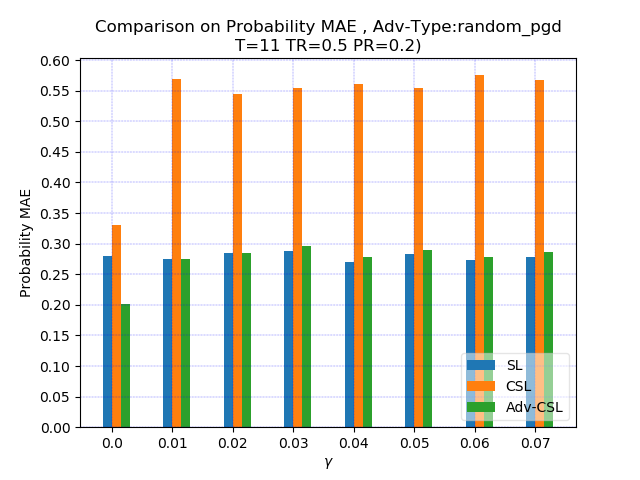 Comparison on Probability MAE , Adv-Type:random_pgd
T=11 TR=0.5 PR=0.2)
0.60
0.55
0.50
0.45
0.40
0.35
0.30
0.25
0.20
0.15
0.10
0.05
0.00
Probability MAE
SL
CSL
Adv-CSL
0.0 0.01 0.02 0.03 0.04 0.05 0.06 0.07
γ